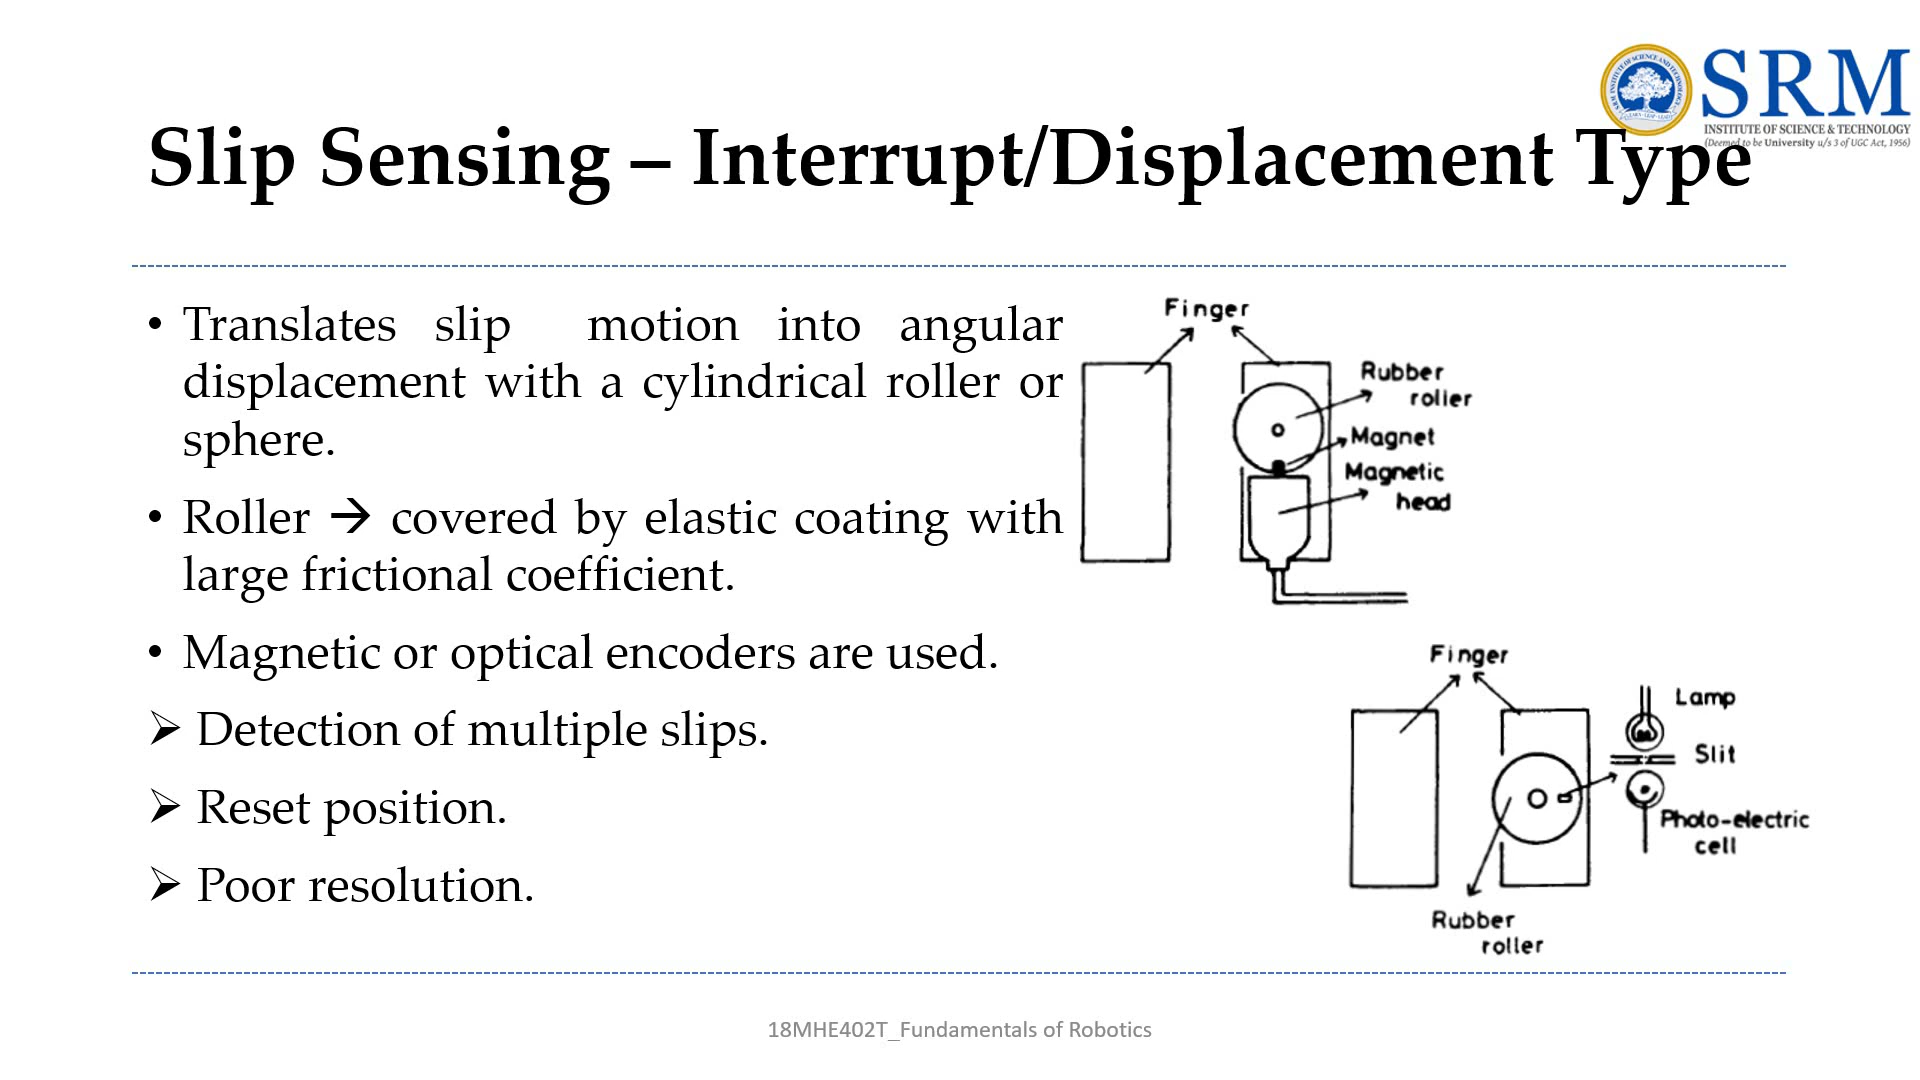 SRM
INSTITUTE OF SCIENCE & TECHNOLOGY
(Deemed to be University u/s 3 of UGC Act, 1956)
Slip Sensing – Interrupt/Displacement Type
• Translates slip motion into angular
displacement with a cylindrical roller or
sphere.
• Roller → covered by elastic coating with
large frictional coefficient.
• Magnetic or optical encoders are used.
➢ Detection of multiple slips.
➢ Reset position.
➢ Poor resolution.
Finger
Rubber
roller
Magnet
Magnetic
head
Finger
Lamp
Slit
Photo-electric
cell
Rubber
roller
18MHE402T_Fundamentals of Robotics